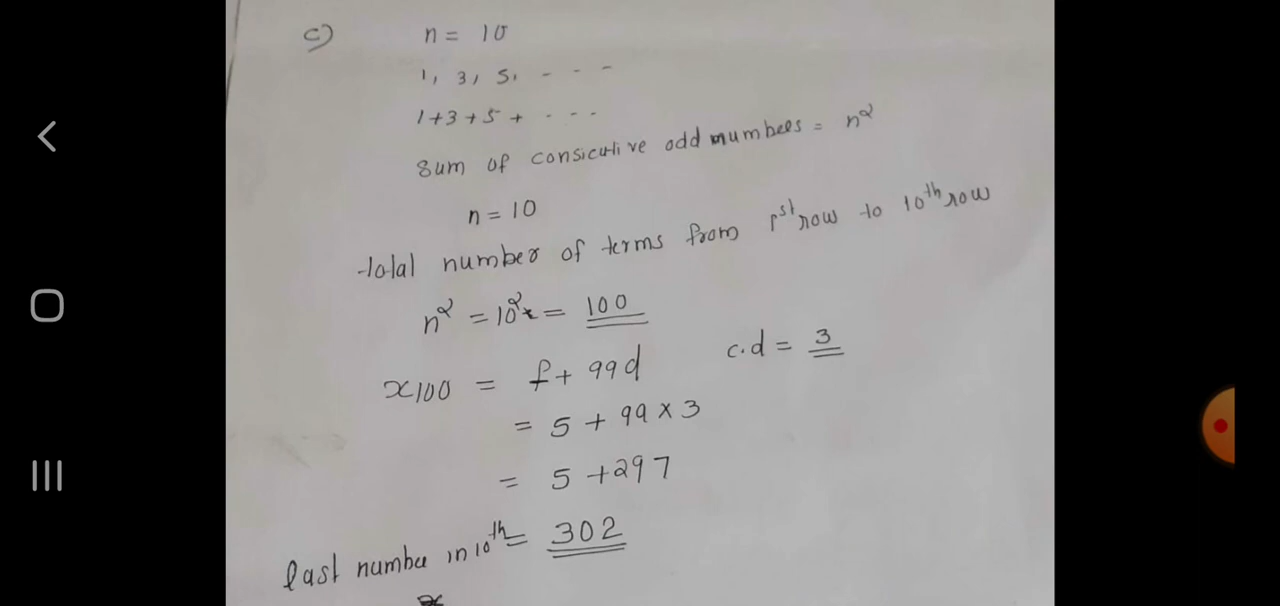 c) n = 10
1, 3, 5, - - -
1+3+5+ - - -
Sum of consicutive odd numbees = n²
n = 10
total number of terms from 1st row to 10th row
n² = 10² = 100
c.d = 3
x100 = f + 99d
= 5 + 99 × 3
= 5 + 297
last numbe in 10th = 302